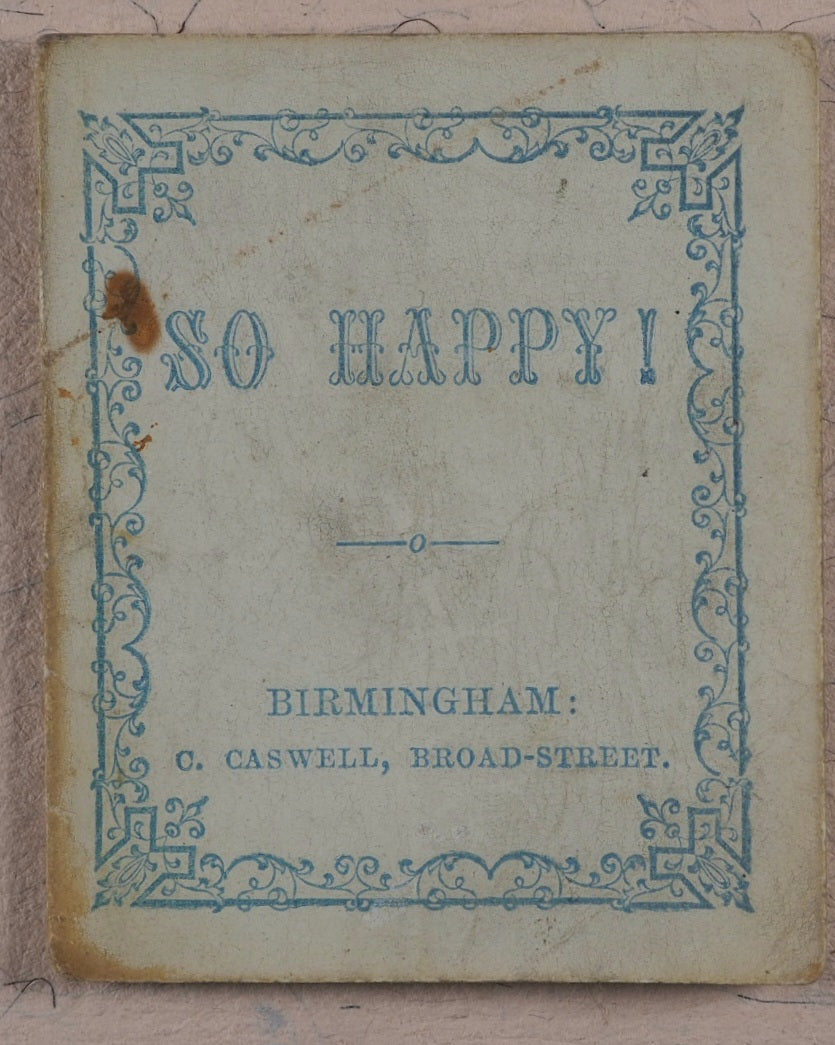 SO HAPPY!
BIRMINGHAM:
C. CASWELL, BROAD-STREET.